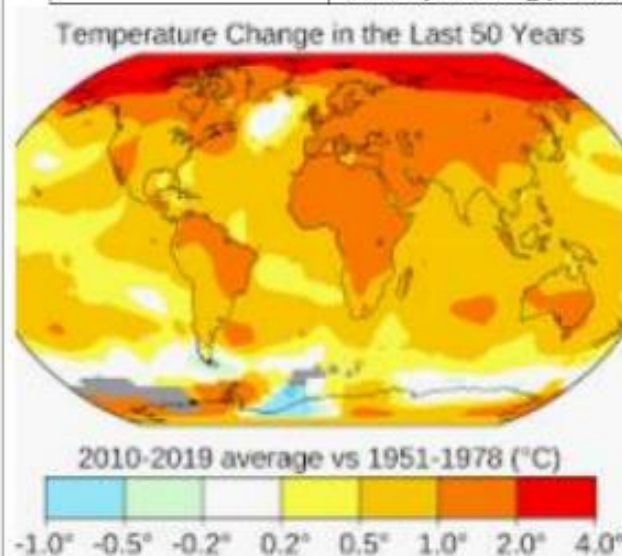 Temperature Change in the Last 50 Years
2010-2019 average vs 1951-1978 (°C)
-1.0° -0.5° -0.2° 0.2° 0.5° 1.0° 2.0° 4.0°